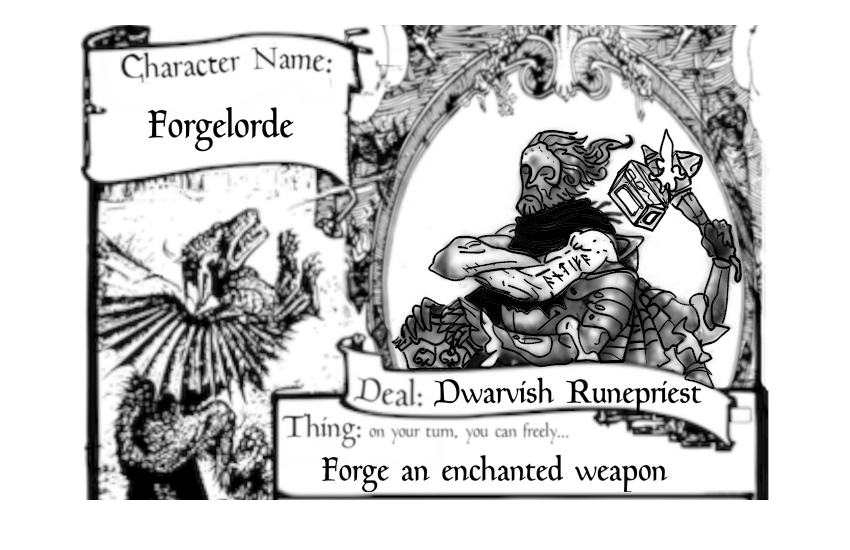 Character Name:
Forgelorde
Deal: Dwarvish Runepriest
Thing: on your turn, you can freely...
Forge an enchanted weapon